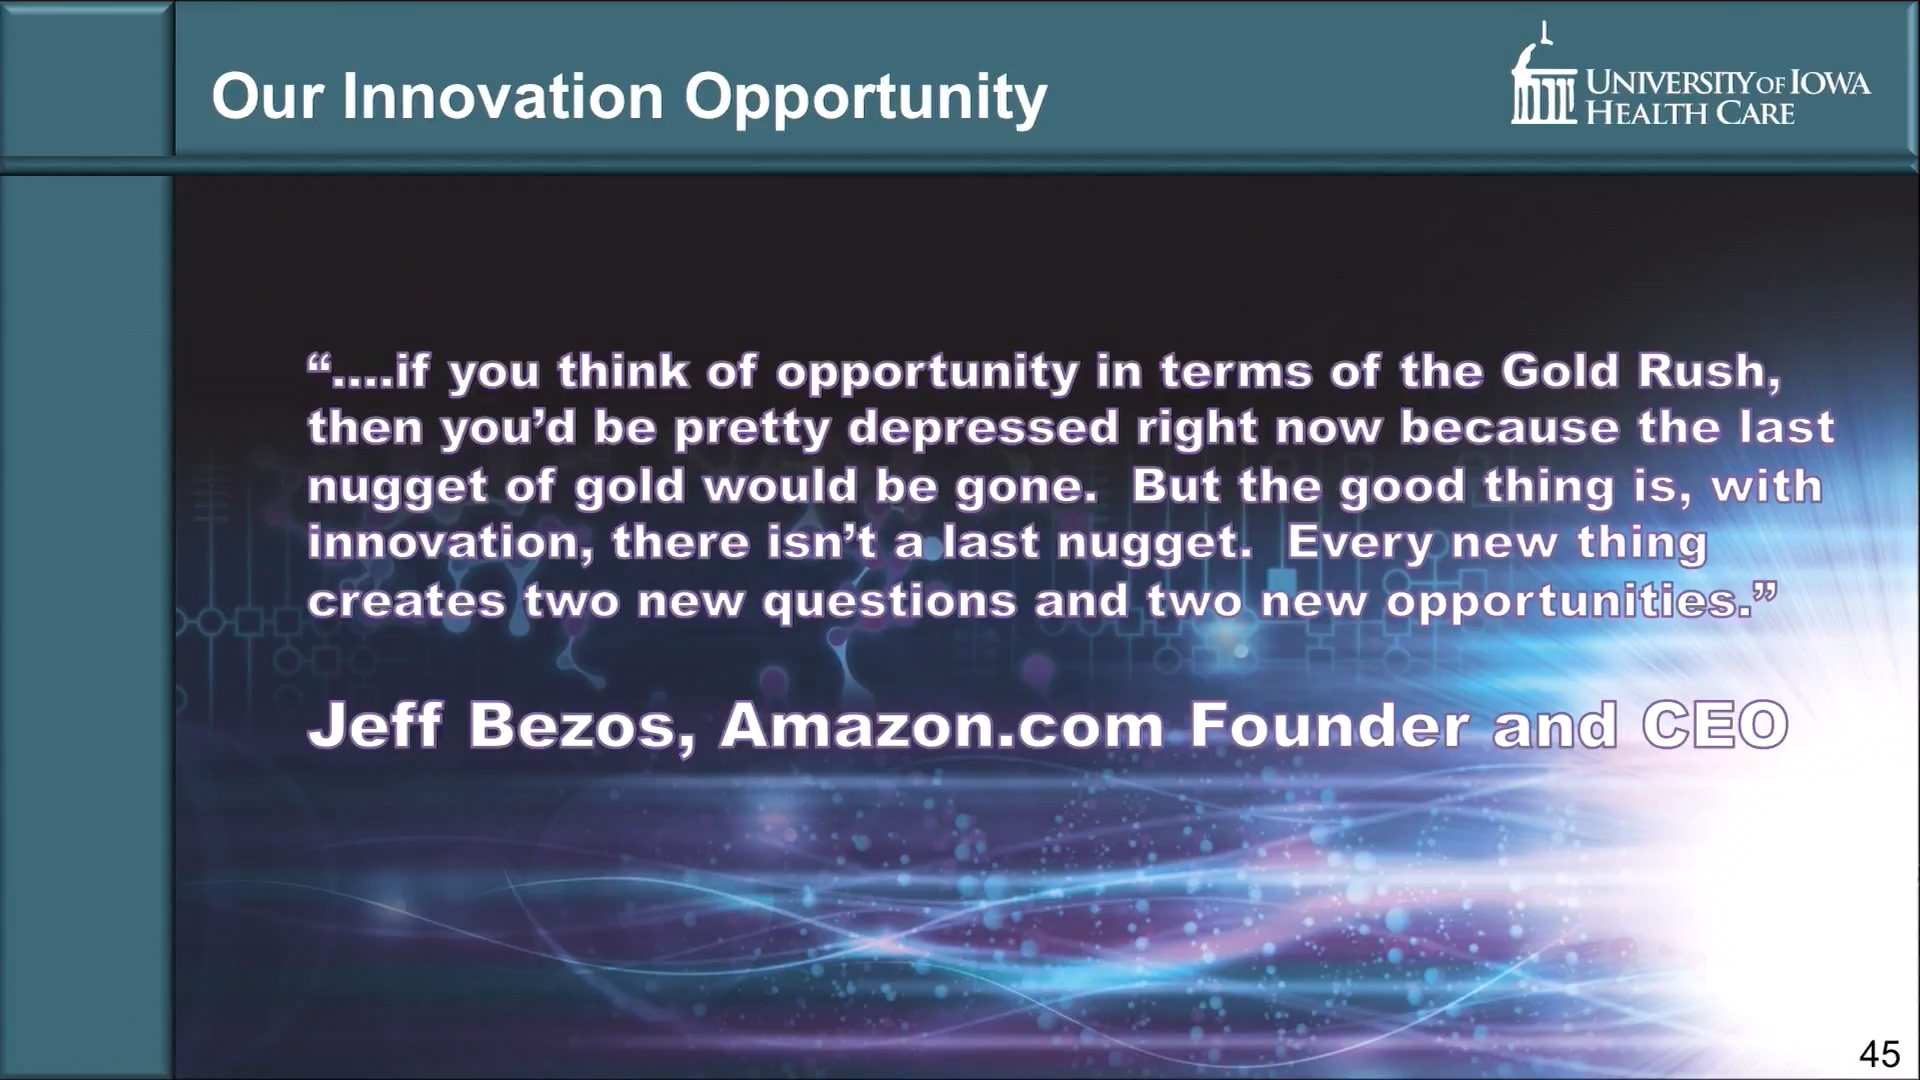 Our Innovation Opportunity
UNIVERSITY OF IOWA
HEALTH CARE
“....if you think of opportunity in terms of the Gold Rush,
then you’d be pretty depressed right now because the last
nugget of gold would be gone.  But the good thing is, with
innovation, there isn’t a last nugget.  Every new thing
creates two new questions and two new opportunities.”
Jeff Bezos, Amazon.com Founder and CEO
45